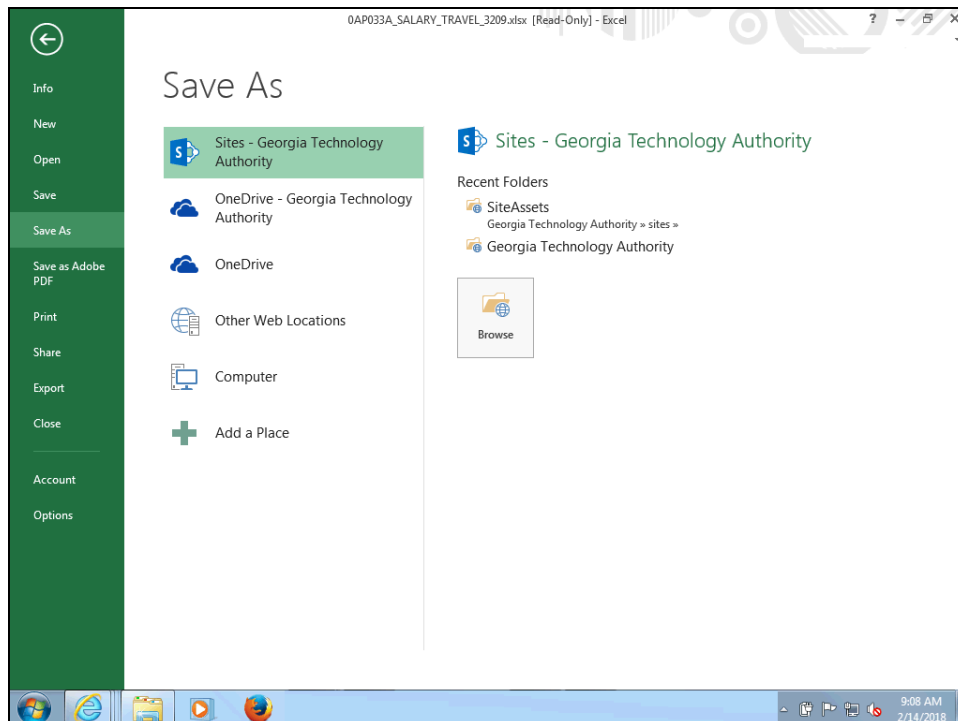 0AP033A_SALARY_TRAVEL_3209.xlsx [Read-Only] - Excel
?
Info
New
Open
Save
Save As
Save as Adobe
PDF
Print
Share
Export
Close
Account
Options
Save As
Sites - Georgia Technology
Authority
OneDrive - Georgia Technology
Authority
OneDrive
Other Web Locations
Computer
Add a Place
Sites - Georgia Technology Authority
Recent Folders
SiteAssets
Georgia Technology Authority » sites »
Georgia Technology Authority
Browse
9:08 AM
2/14/2018